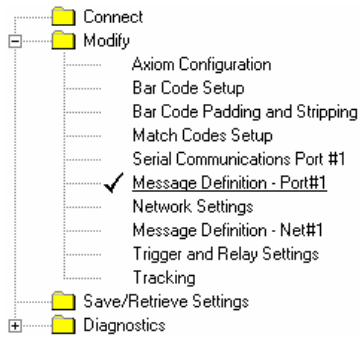 Connect
Modify
Axiom Configuration
Bar Code Setup
Bar Code Padding and Stripping
Match Codes Setup
Serial Communications Port #1
Message Definition - Port#1
Network Settings
Message Definition - Net#1
Trigger and Relay Settings
Tracking
Save/Retrieve Settings
Diagnostics